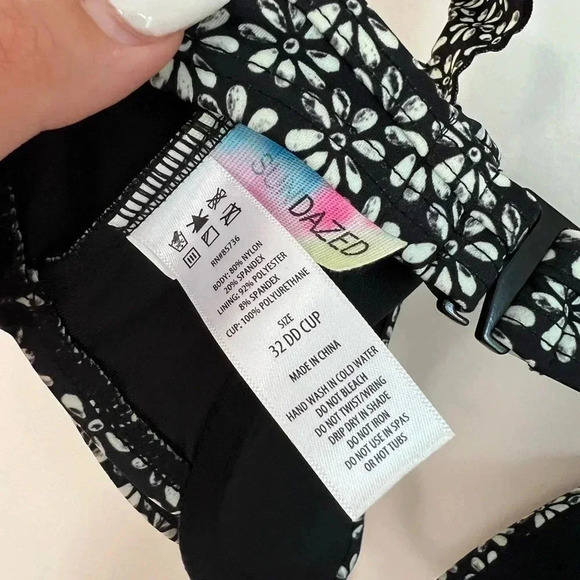 SUN DAZED
RN#85736
BODY: 80% NYLON
20% SPANDEX
LINING: 92% POLYESTER
8% SPANDEX
CUP: 100% POLYURETHANE
SIZE
32 DD CUP
MADE IN CHINA
HAND WASH IN COLD WATER
DO NOT BLEACH
DO NOT TWIST/WRING
DRIP DRY IN SHADE
DO NOT IRON
DO NOT USE IN SPAS
OR HOT TUBS